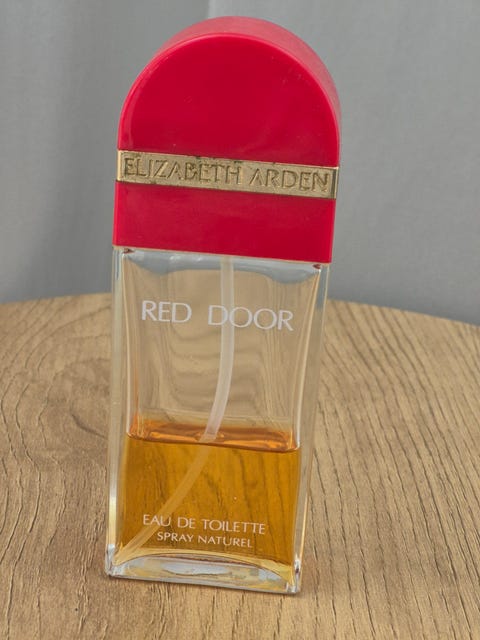 ELIZABETH ARDEN
RED DOOR
EAU DE TOILETTE
SPRAY NATUREL